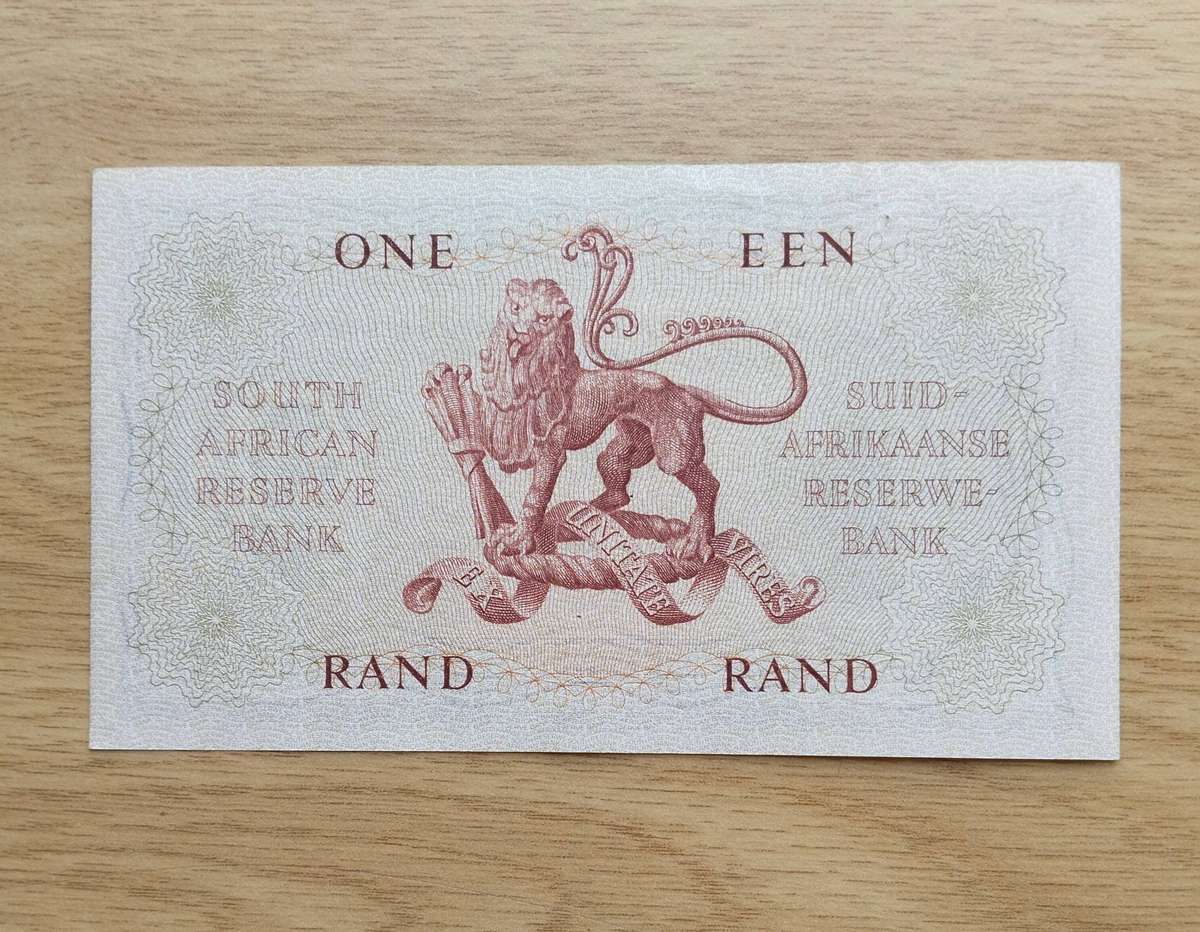 ONE EEN
SOUTH
AFRICAN
RESERVE
BANK
SUID-
AFRIKAANSE
RESERWE-
BANK
EX UNITATE VIRES
RAND RAND